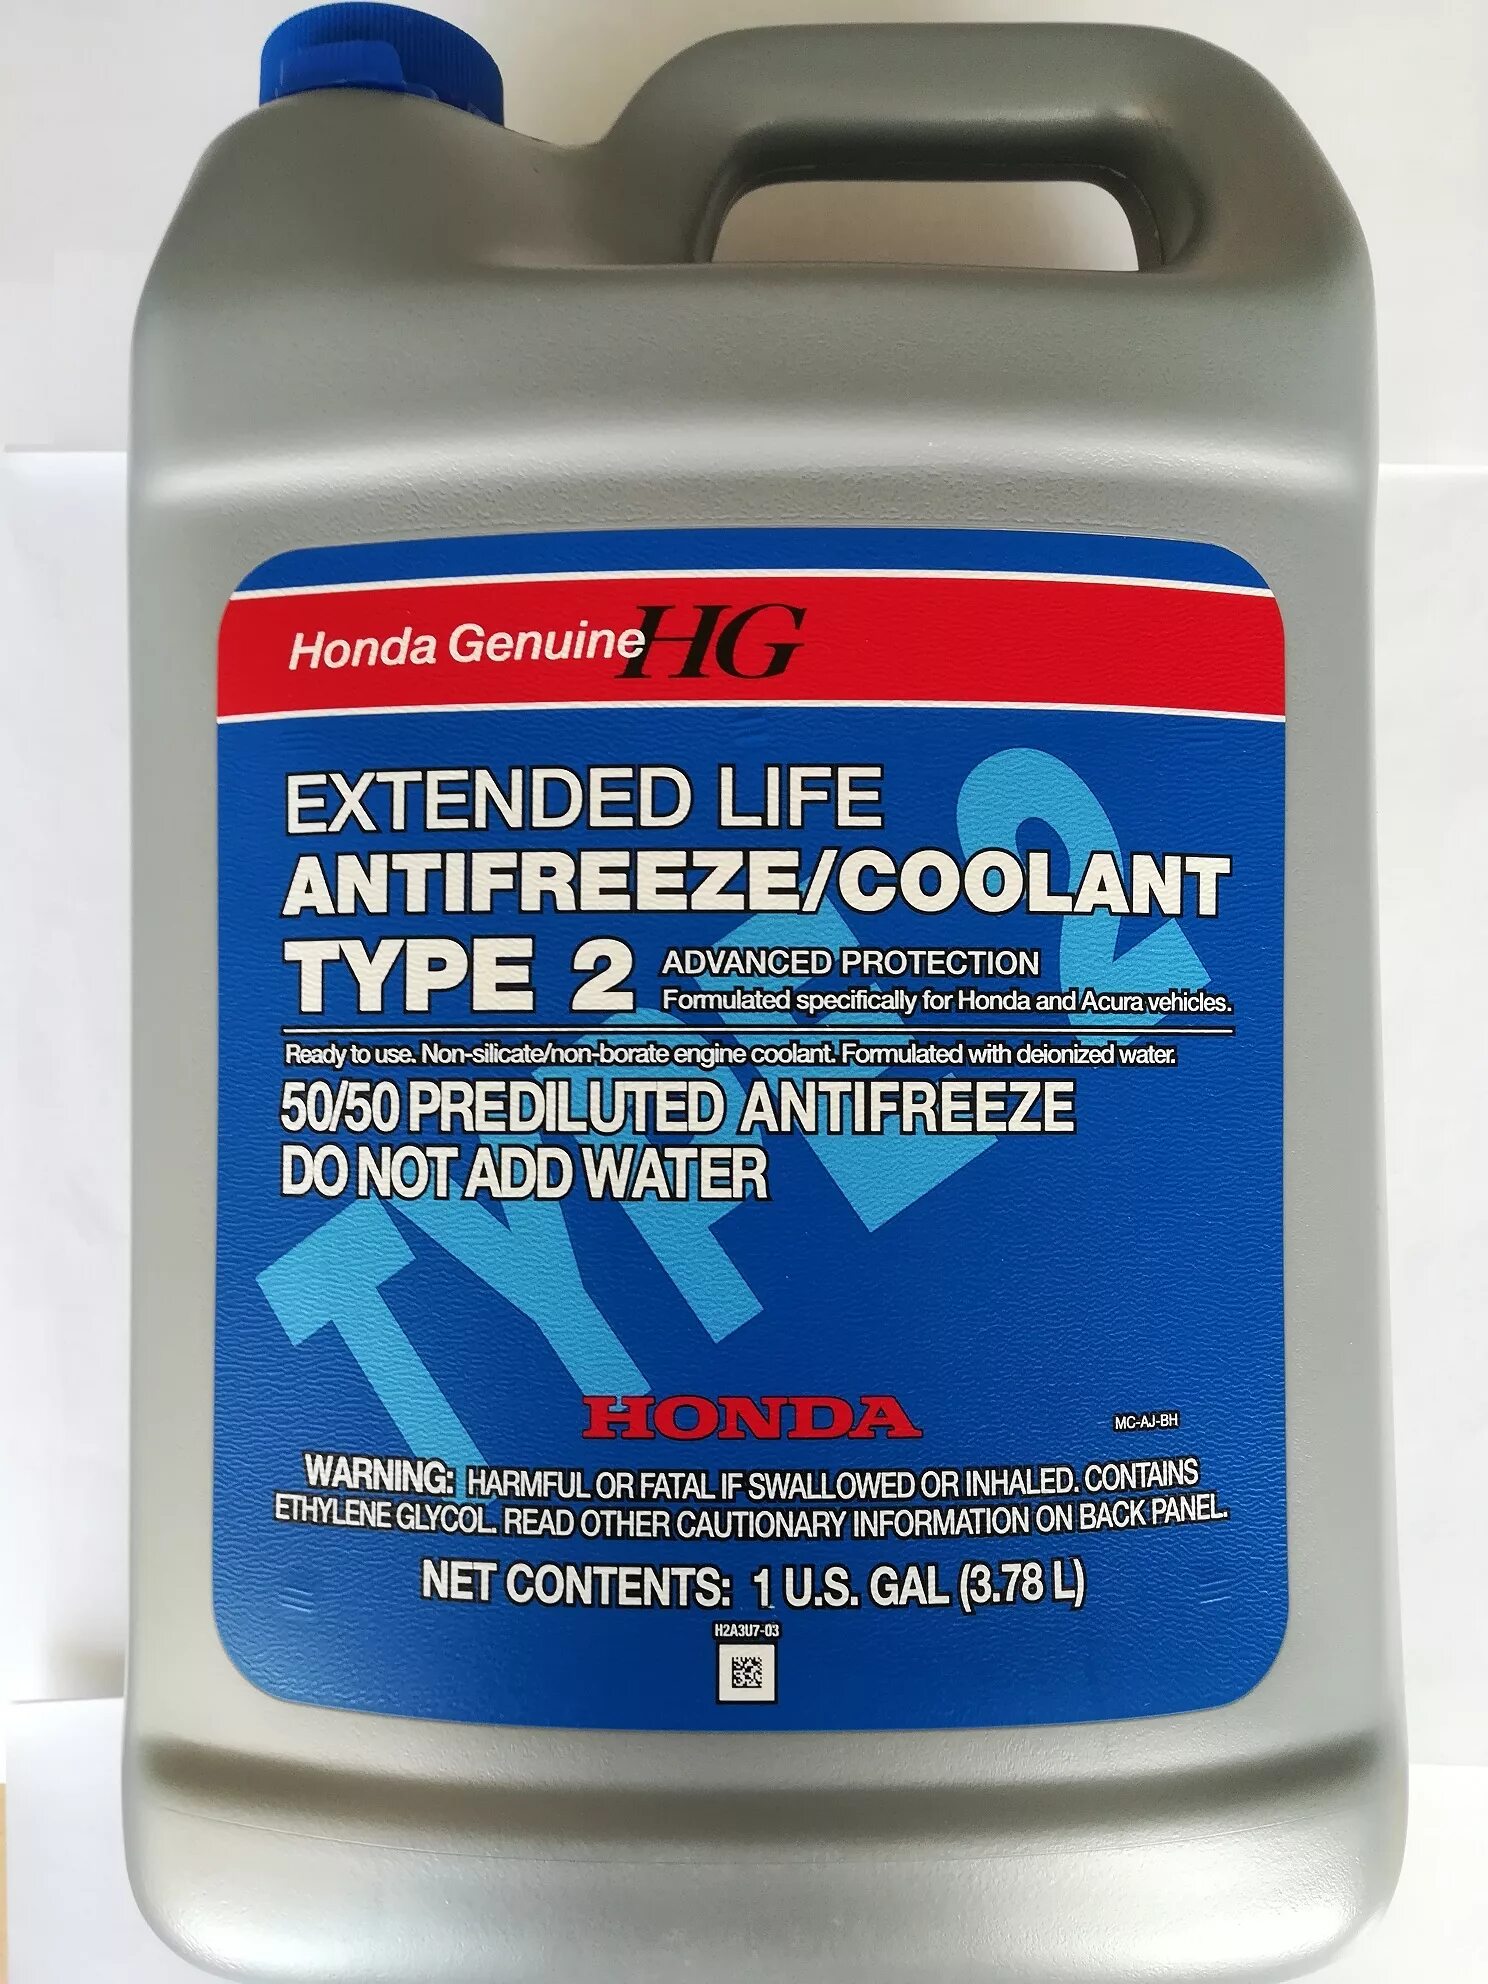 Honda Genuine HG
EXTENDED LIFE
ANTIFREEZE/COOLANT
TYPE 2 ADVANCED PROTECTION
Formulated specifically for Honda and Acura vehicles.
Ready to use. Non-silicate/non-borate engine coolant. Formulated with deionized water.
50/50 PREDILUTED ANTIFREEZE
DO NOT ADD WATER
TYPE 2
HONDA
MC-AJ-BH
WARNING: HARMFUL OR FATAL IF SWALLOWED OR INHALED. CONTAINS
ETHYLENE GLYCOL. READ OTHER CAUTIONARY INFORMATION ON BACK PANEL.
NET CONTENTS: 1 U.S. GAL (3.78 L)
H2A3U7-03